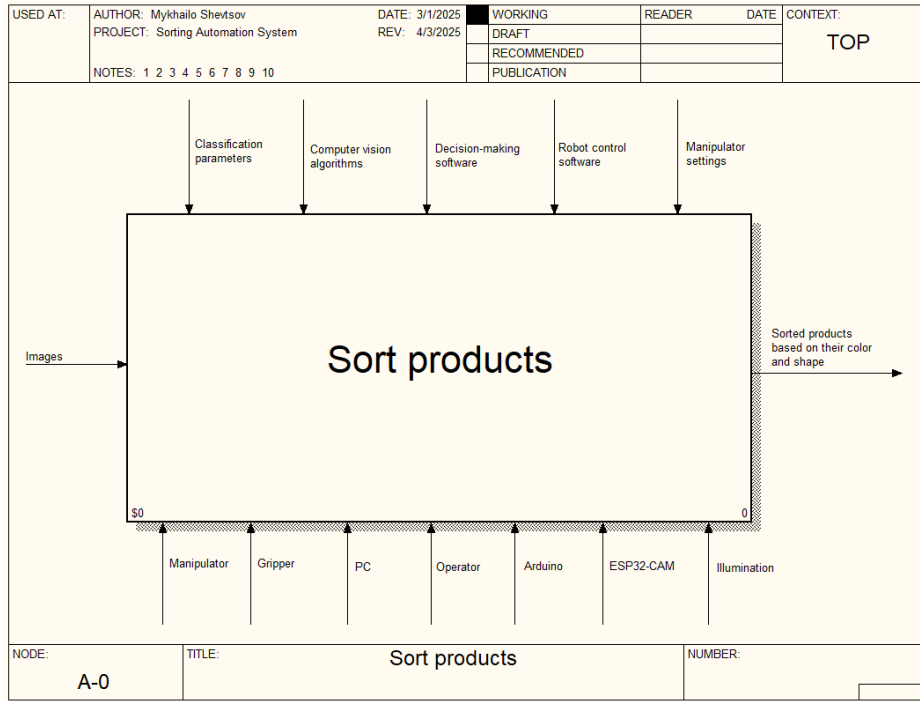 USED AT:
AUTHOR: Mykhailo Shevtsov
DATE: 3/1/2025
PROJECT: Sorting Automation System
REV: 4/3/2025
NOTES: 1 2 3 4 5 6 7 8 9 10
WORKING
DRAFT
RECOMMENDED
PUBLICATION
READER
DATE
CONTEXT:
TOP
Classification
parameters
Computer vision
algorithms
Decision-making
software
Robot control
software
Manipulator
settings
Images
Sort products
Sorted products
based on their color
and shape
$0
0
Manipulator
Gripper
PC
Operator
Arduino
ESP32-CAM
Illumination
NODE:
A-0
TITLE:
Sort products
NUMBER: